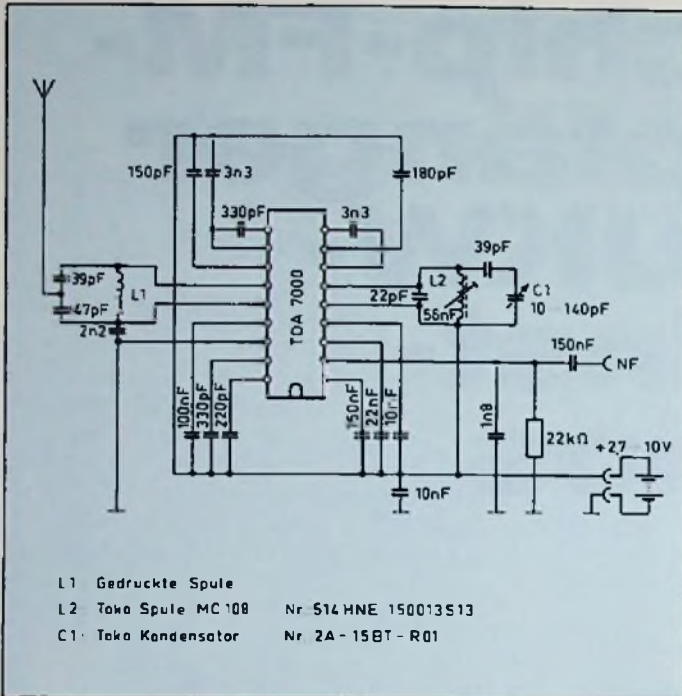 150pF
3n3
180pF
330pF
3n3
39pF
L1
47pF
2n2
TDA 7000
39pF
L2
22pF
56nF
C1
10 - 140pF
150nF
NF
100nF
330pF
220pF
150nF
22nF
10nF
1n8
22kΩ
+2,7 - 10V
10nF
L1 Gedruckte Spule
L2 Toko Spule MC 108 Nr 514 HNE 150013S13
C1: Toko Kondensator Nr 2A - 15BT - R01